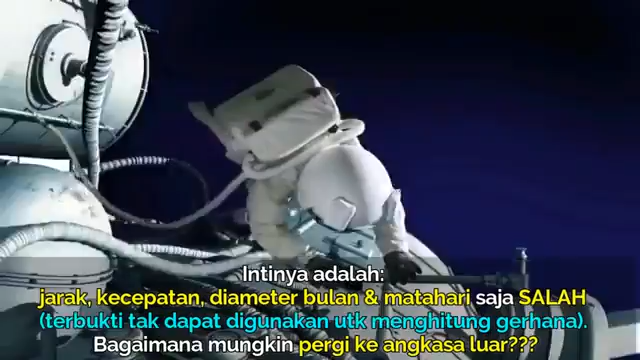 Intinya adalah:
jarak, kecepatan, diameter bulan & matahari saja SALAH
(terbukti tak dapat digunakan utk menghitung gerhana).
Bagaimana mungkin pergi ke angkasa luar???